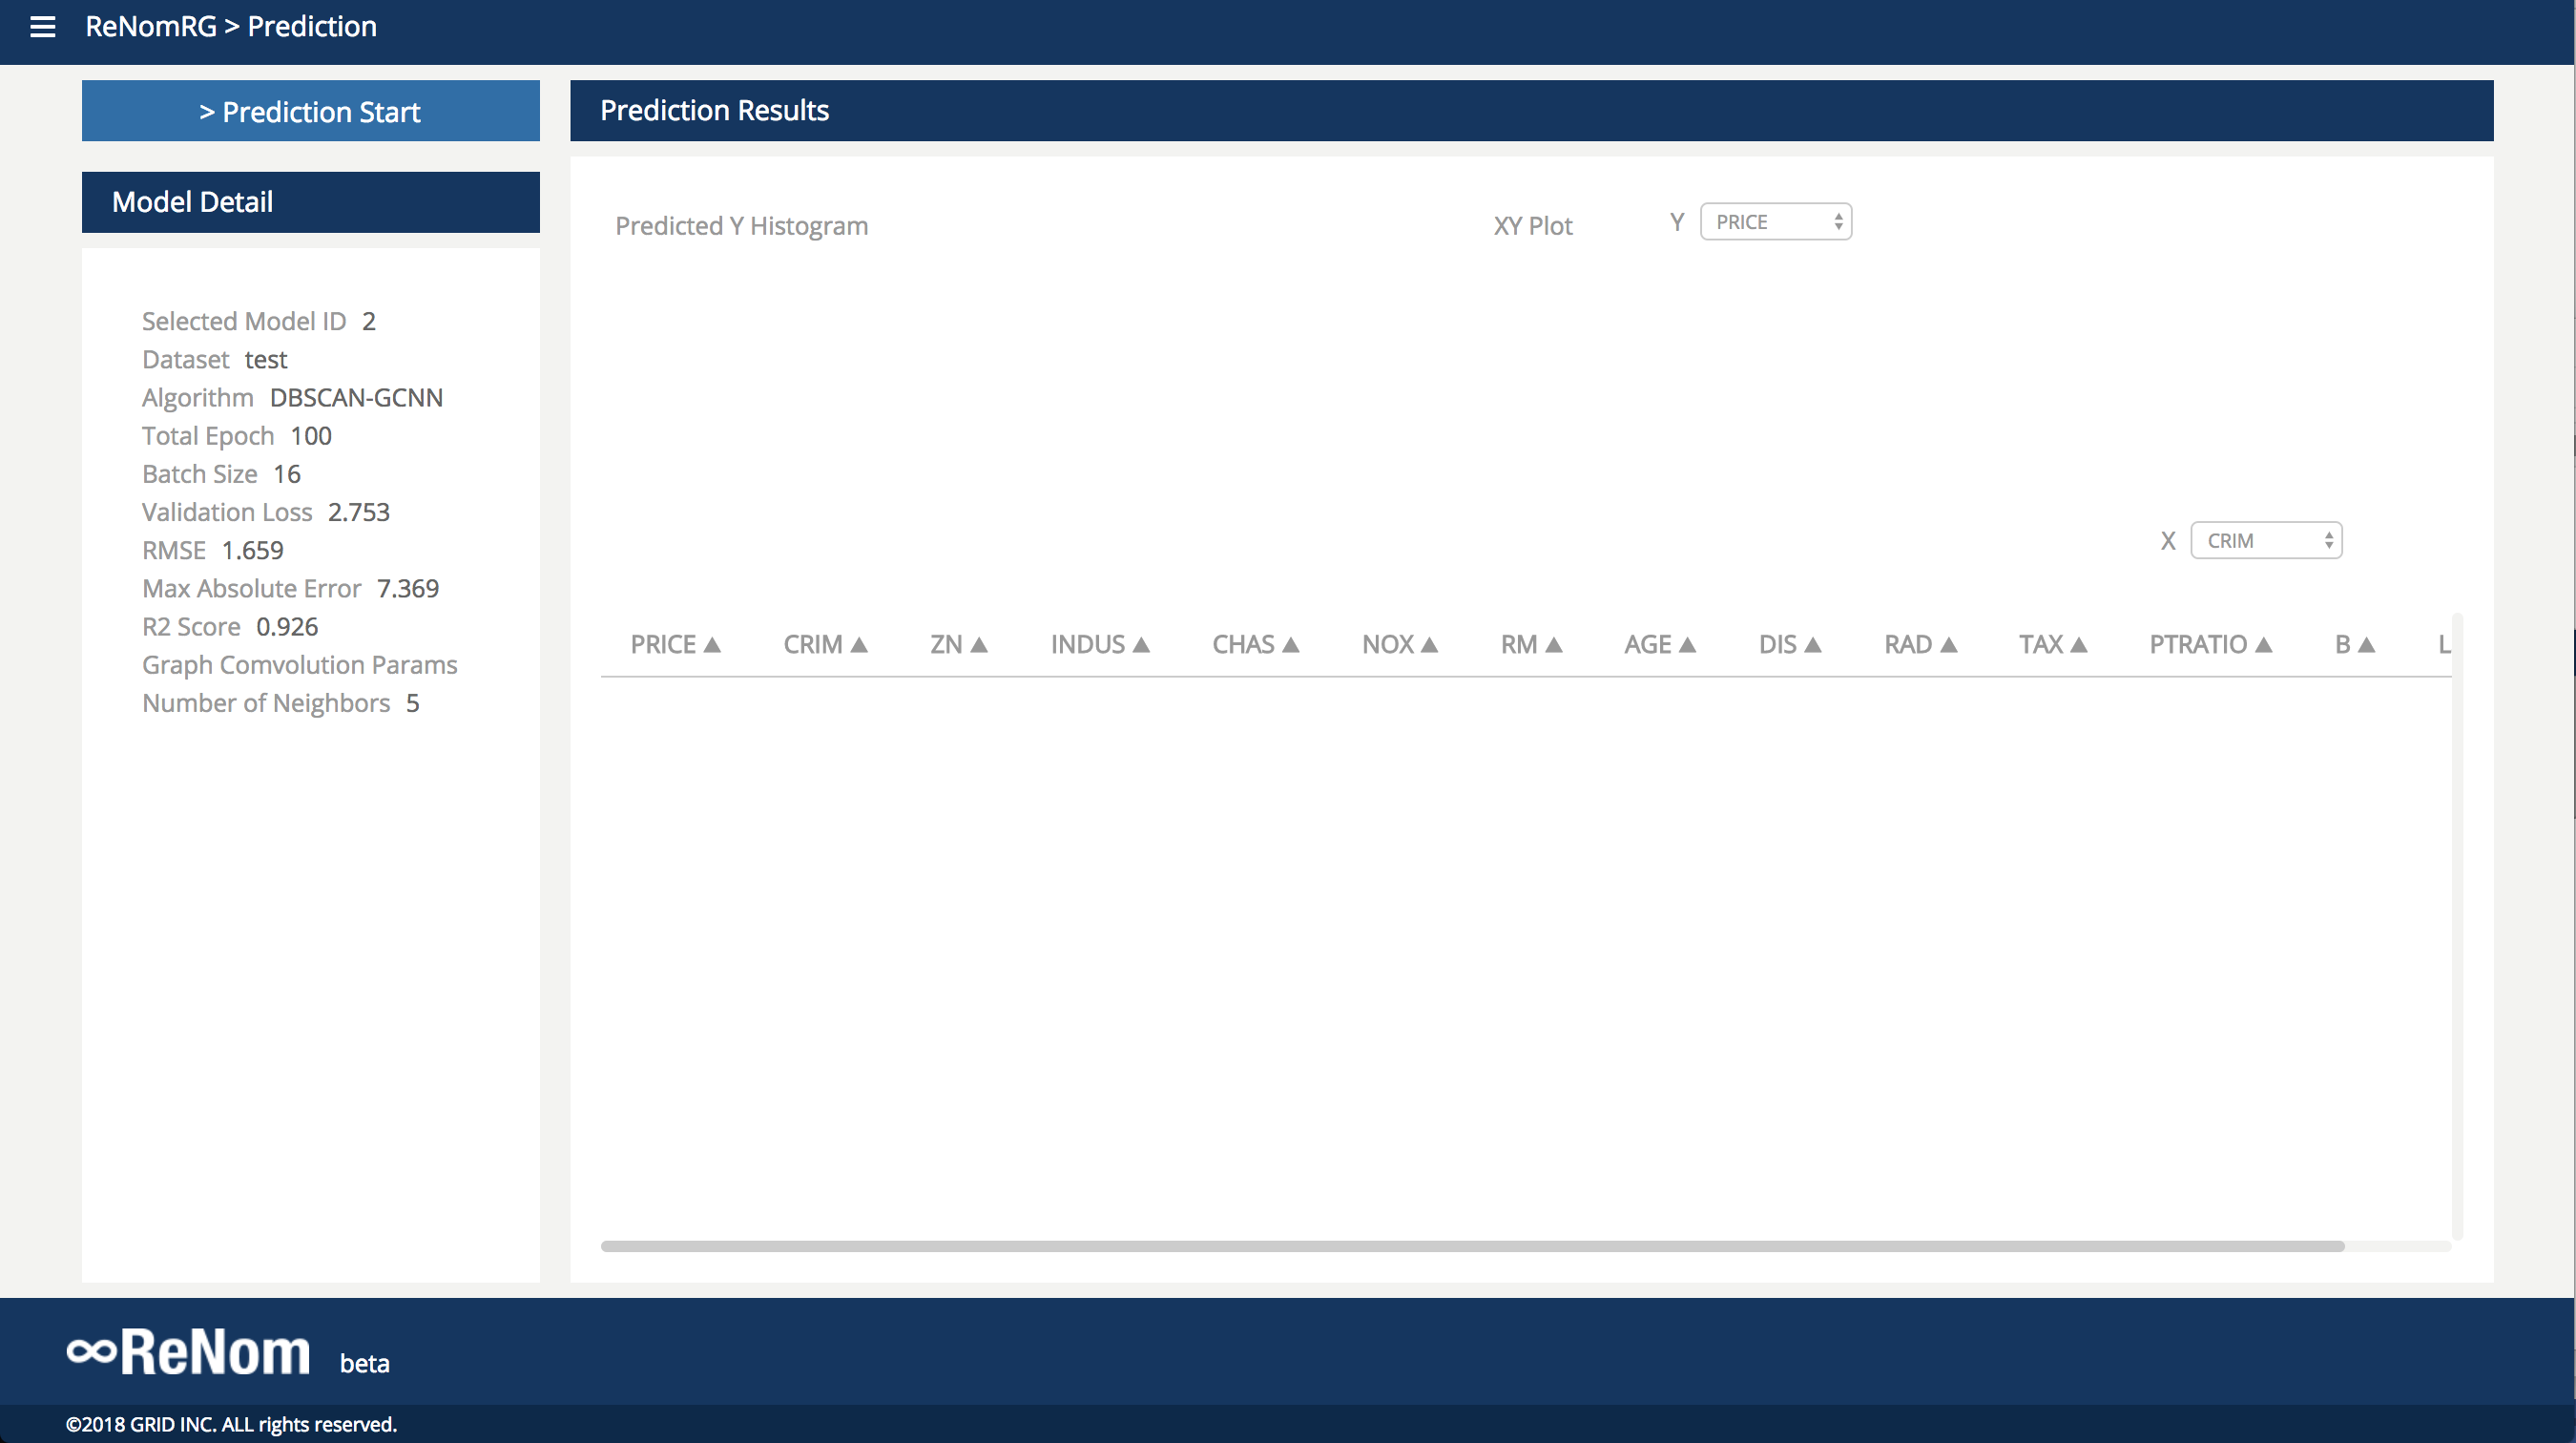 ReNomRG > Prediction
> Prediction Start
Model Detail
Selected Model ID 2
Dataset test
Algorithm DBSCAN-GCNN
Total Epoch 100
Batch Size 16
Validation Loss 2.753
RMSE 1.659
Max Absolute Error 7.369
R2 Score 0.926
Graph Comvolution Params
Number of Neighbors 5
Prediction Results
Predicted Y Histogram
XY Plot
Y PRICE
X CRIM
PRICE ▲ CRIM ▲ ZN ▲ INDUS ▲ CHAS ▲ NOX ▲ RM ▲ AGE ▲ DIS ▲ RAD ▲ TAX ▲ PTRATIO ▲ B ▲ L
∞ReNom beta
©2018 GRID INC. ALL rights reserved.